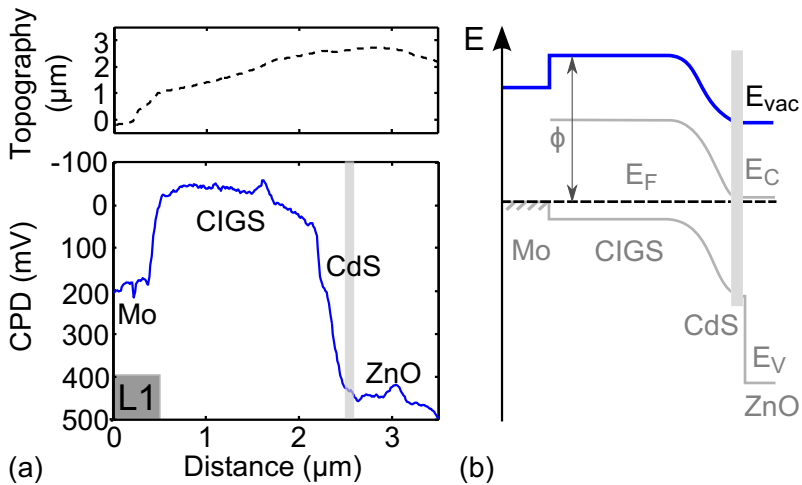 Topography
(µm)
3
2
1
0
-100
0
100
200
300
400
500
CPD (mV)
CIGS
CdS
Mo
ZnO
L1
0
1
2
3
Distance (µm)
(a)
E
E_vac
ϕ
E_C
E_F
Mo
CIGS
CdS
E_V
ZnO
(b)